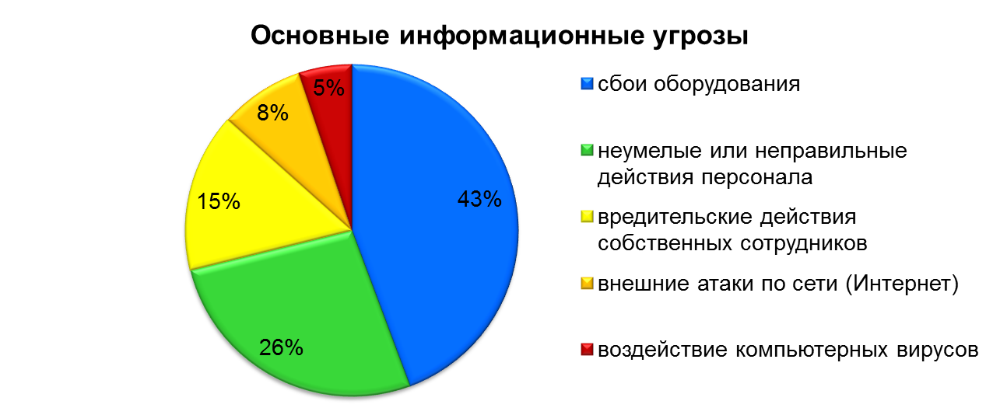 Основные информационные угрозы
5%
8%
15%
43%
26%
сбои оборудования
неумелые или неправильные
действия персонала
вредительские действия
собственных сотрудников
внешние атаки по сети (Интернет)
воздействие компьютерных вирусов